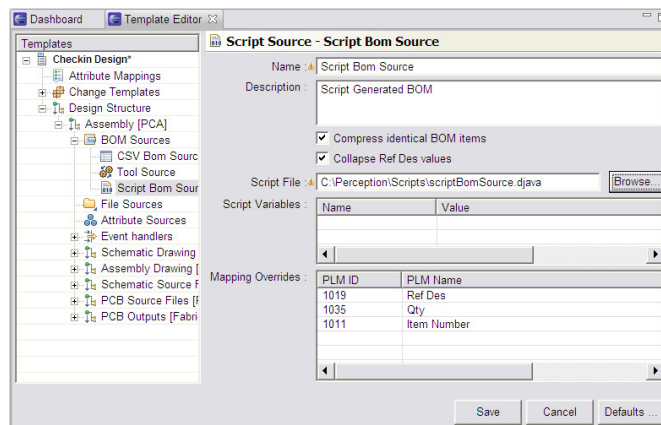 Dashboard
Template Editor
Templates
Checkin Design*
Attribute Mappings
Change Templates
Design Structure
Assembly [PCA]
BOM Sources
CSV Bom Sourc
Tool Source
Script Bom Sour
File Sources
Attribute Sources
Event handlers
Schematic Drawing
Assembly Drawing [
Schematic Source F
PCB Source Files [F
PCB Outputs [Fabri
Script Source - Script Bom Source
Name : Script Bom Source
Description : Script Generated BOM
Compress identical BOM items
Collapse Ref Des values
Script File : C:\Perception\Scripts\scriptBomSource.djava Browse...
Script Variables : Name Value
Mapping Overrides : PLM ID PLM Name
1019 Ref Des
1035 Qty
1011 Item Number
Save Cancel Defaults ...